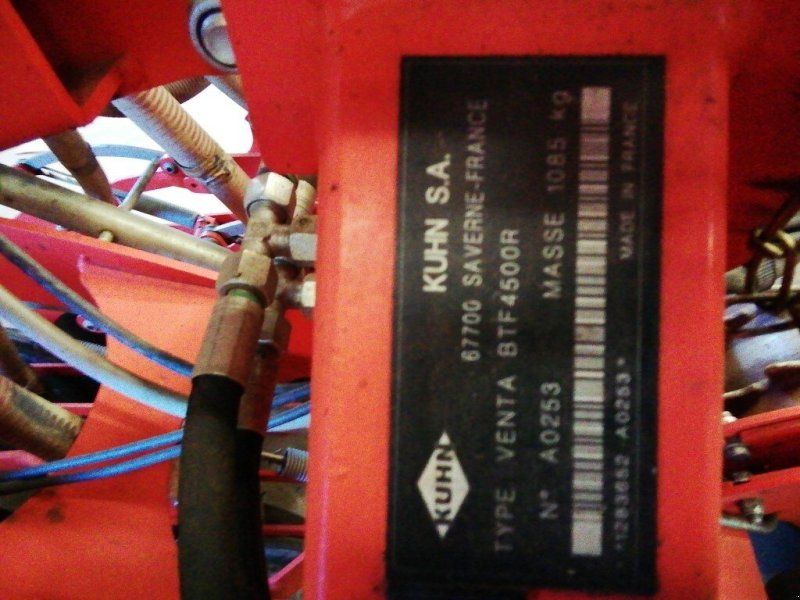 KUHN
KUHN S.A.
67700 SAVERNE-FRANCE
TYPE VENTA BTF4500R
N° A0253 MASSE 1085 kg
*1283652 A0253*
MADE IN FRANCE